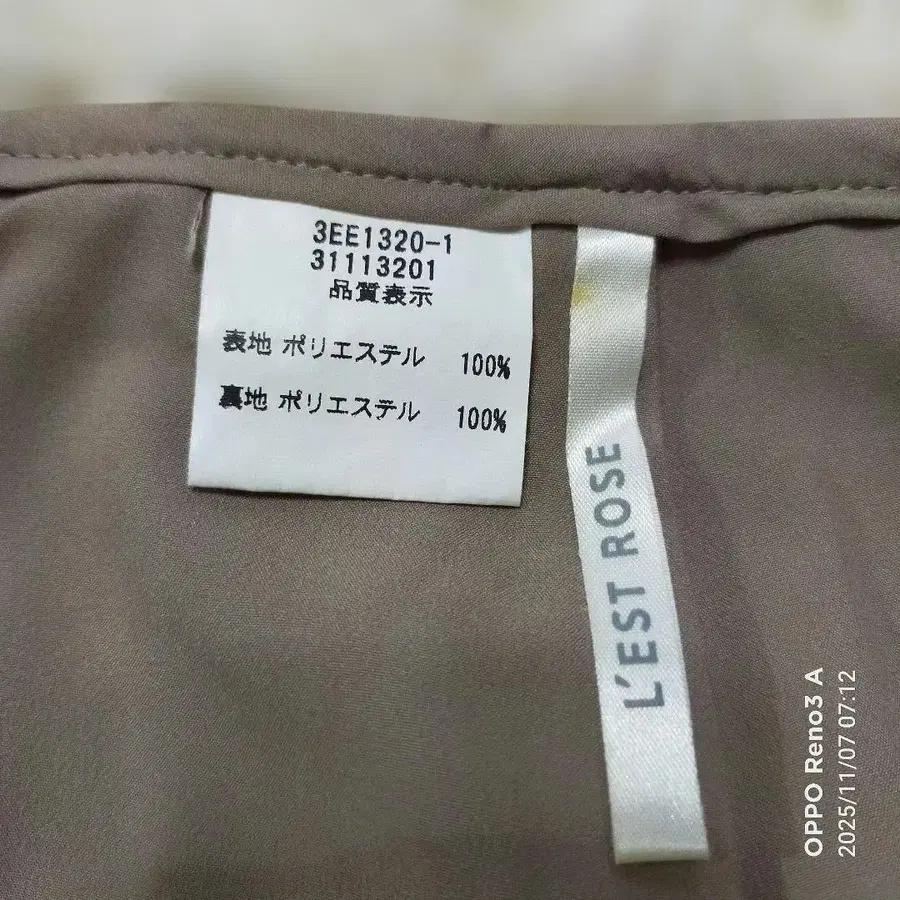 3EE1320-1
31113201
品質表示
表地 ポリエステル 100%
裏地 ポリエステル 100%
L'EST ROSE
OPPO Reno3 A
2025/11/07 07:12